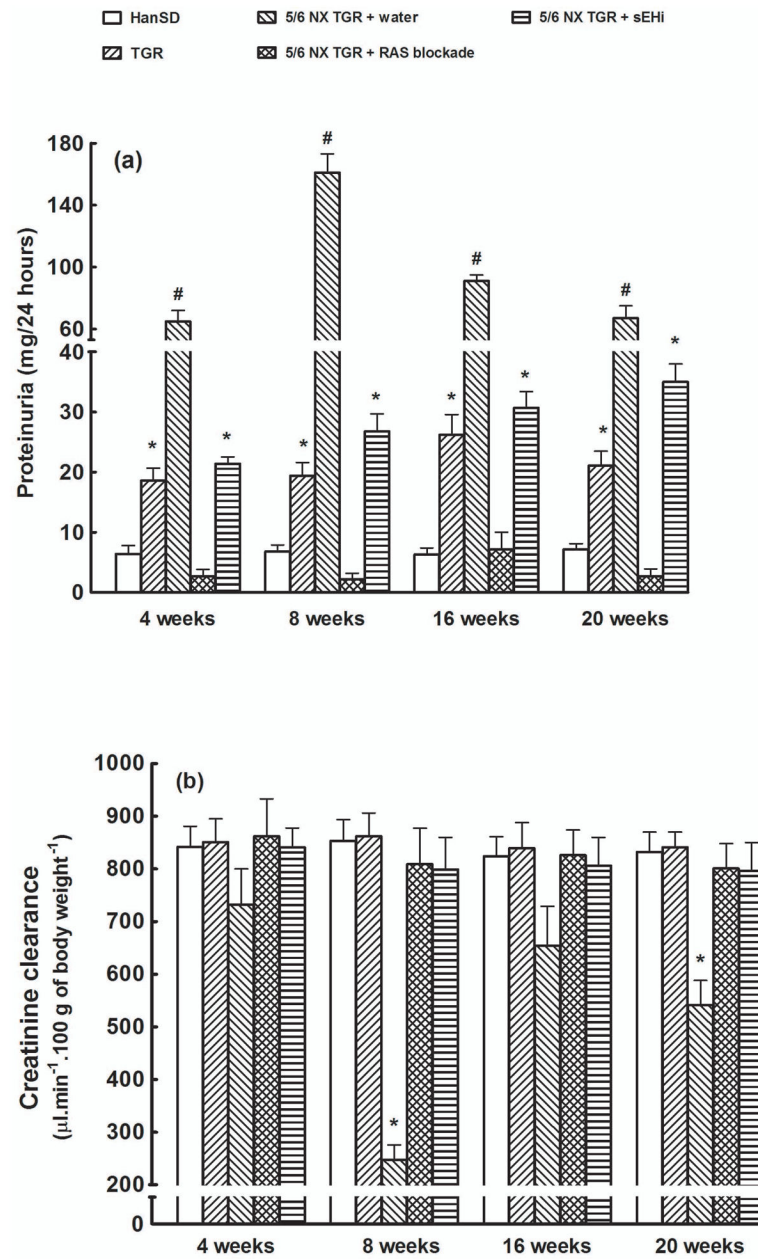 HanSD 5/6 NX TGR + water 5/6 NX TGR + sEHi
TGR 5/6 NX TGR + RAS blockade
(a)
Proteinuria (mg/24 hours)
180
140
100
60
40
30
20
10
0
# # # #
* * * * * * * *
4 weeks 8 weeks 16 weeks 20 weeks
(b)
Creatinine clearance
(µl.min⁻¹.100 g of body weight⁻¹)
1000
900
800
700
600
500
400
300
200
0
* *
4 weeks 8 weeks 16 weeks 20 weeks